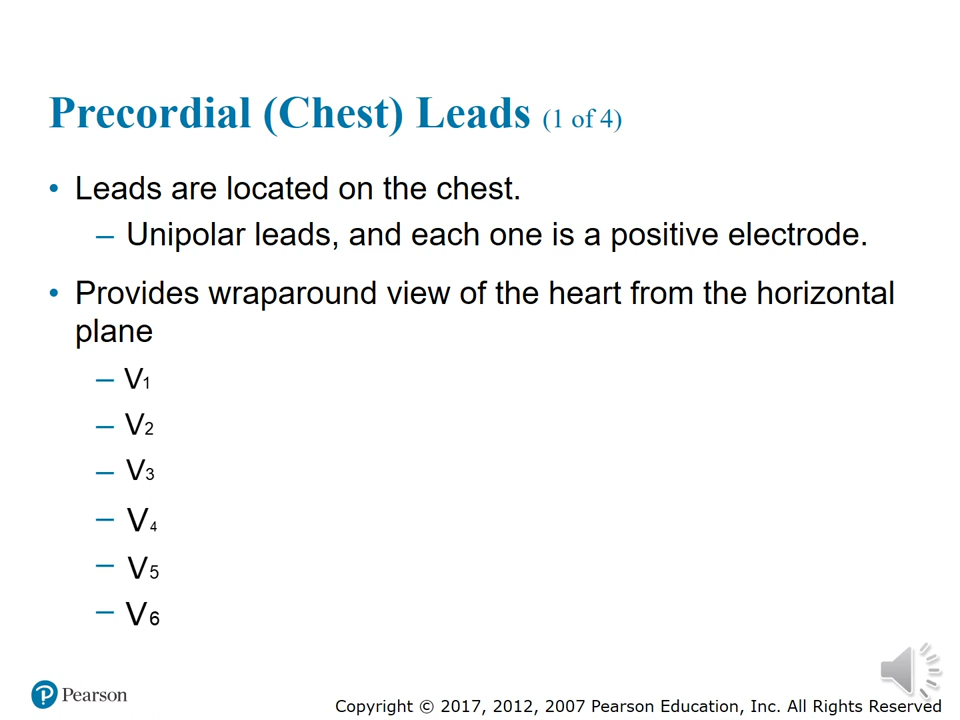 Precordial (Chest) Leads (1 of 4)
• Leads are located on the chest.
– Unipolar leads, and each one is a positive electrode.
• Provides wraparound view of the heart from the horizontal
plane
– V₁
– V₂
– V₃
– V₄
– V₅
– V₆
P Pearson
Copyright © 2017, 2012, 2007 Pearson Education, Inc. All Rights Reserved